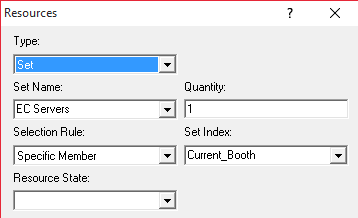 Resources ? ×
Type:
Set
Set Name: Quantity:
EC Servers 1
Selection Rule: Set Index:
Specific Member Current_Booth
Resource State: